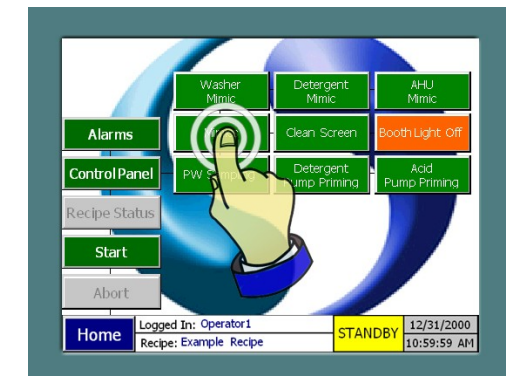 Washer
Mimic
Detergent
Mimic
AHU
Mimic
Alarms
Clean Screen
Booth Light Off
Control Panel
PW
Detergent
Pump Priming
Acid
Pump Priming
Recipe Status
Start
Abort
Home
Logged In: Operator1
Recipe: Example Recipe
STANDBY
12/31/2000
10:59:59 AM